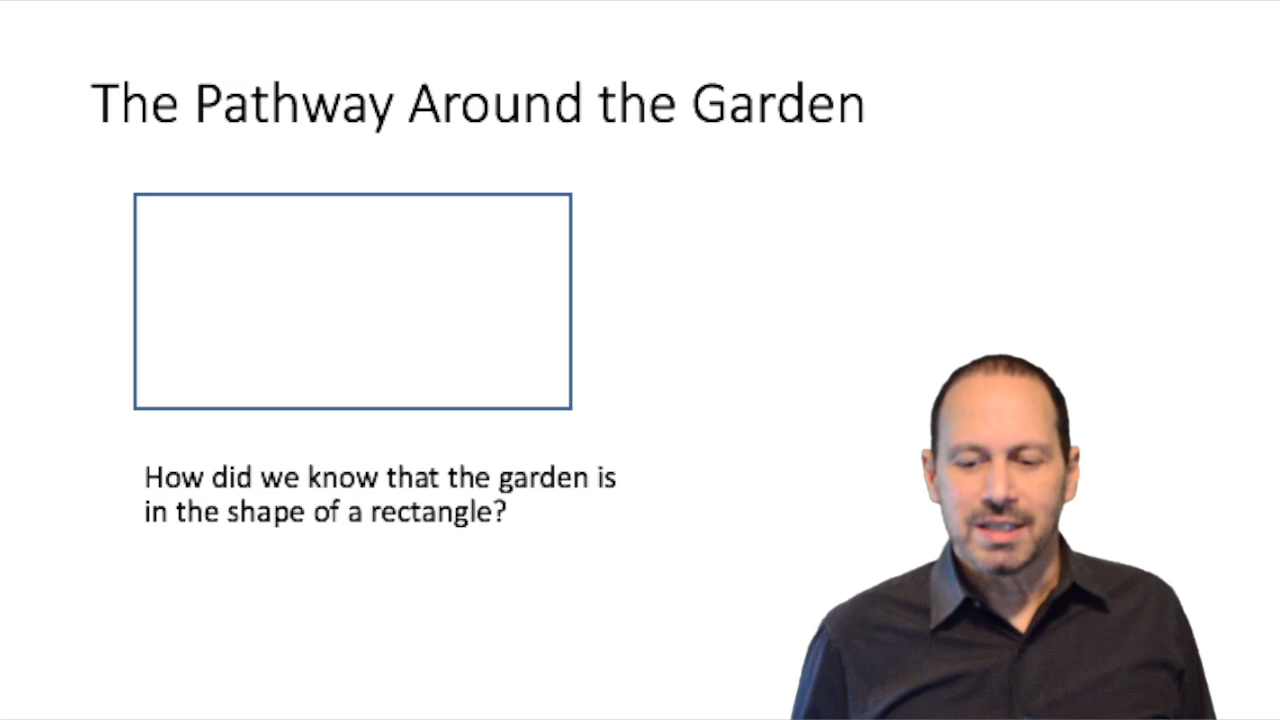 The Pathway Around the Garden
How did we know that the garden is
in the shape of a rectangle?